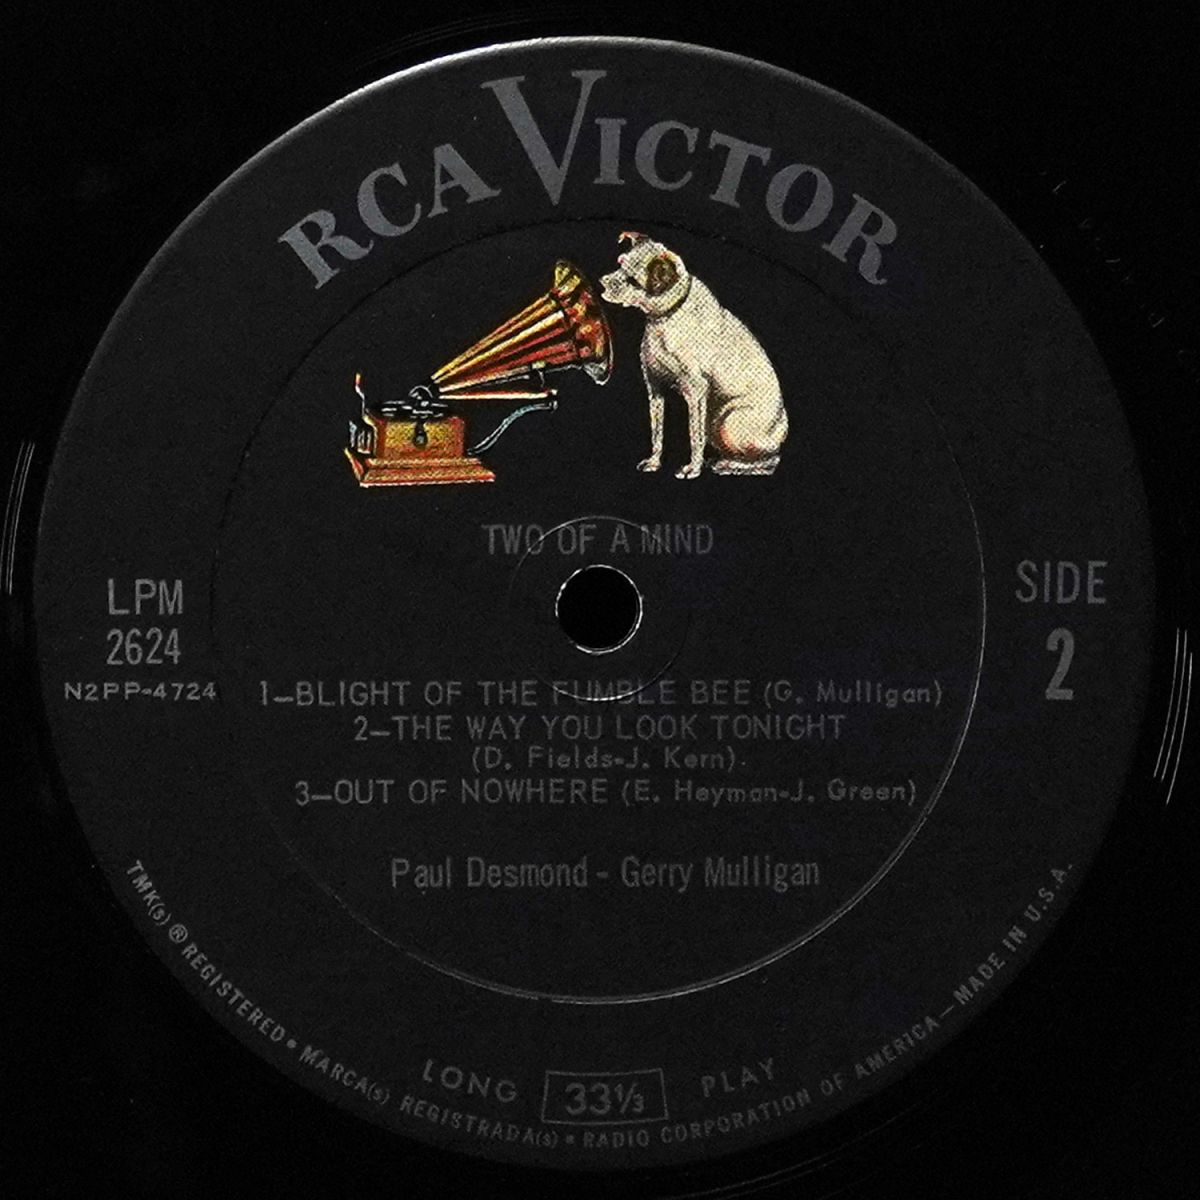 RCA VICTOR
TWO OF A MIND
LPM
2624
N2PP-4724
SIDE
2
1—BLIGHT OF THE FUMBLE BEE (G. Mulligan)
2—THE WAY YOU LOOK TONIGHT
(D. Fields-J. Kern)
3—OUT OF NOWHERE (E. Heyman-J. Green)
Paul Desmond - Gerry Mulligan
LONG 33⅓ PLAY
TMK(s) ® REGISTERED • MARCA(s) REGISTRADA(s) • RADIO CORPORATION OF AMERICA — MADE IN U.S.A.